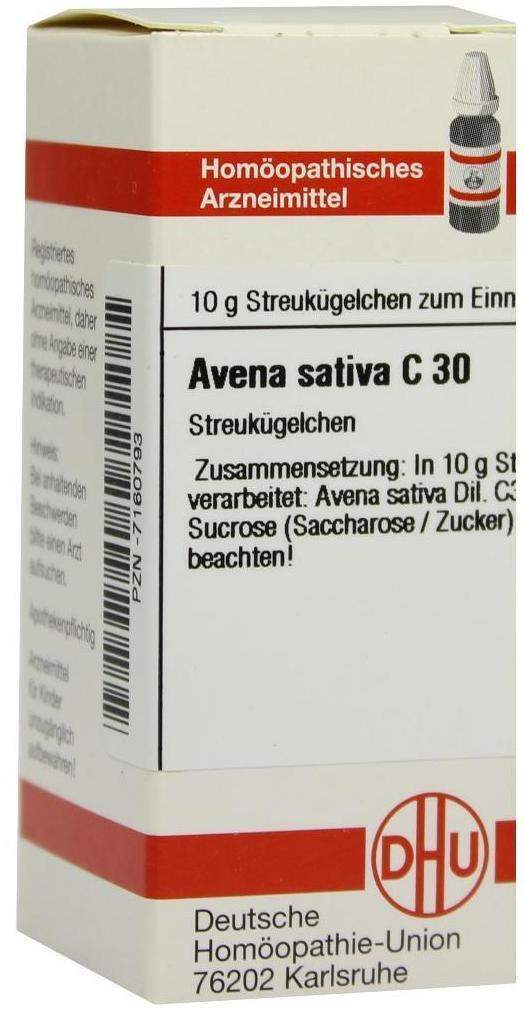 Homöopathisches
Arzneimittel
10 g Streukügelchen zum Einn
Avena sativa C 30
Streukügelchen
Zusammensetzung: In 10 g St
verarbeitet: Avena sativa Dil. C3
Sucrose (Saccharose / Zucker)
beachten!
DHU
Deutsche
Homöopathie-Union
76202 Karlsruhe
PZN -7160793
Registriertes
homöopathisches
Arzneimittel, daher
ohne Angabe einer
therapeutischen
Indikation.
Hinweis:
Bei anhaltenden
Beschwerden
bitte einen Arzt
aufsuchen.
Apothekenpflichtig
Arzneimittel
für Kinder
unzugänglich
aufbewahren!